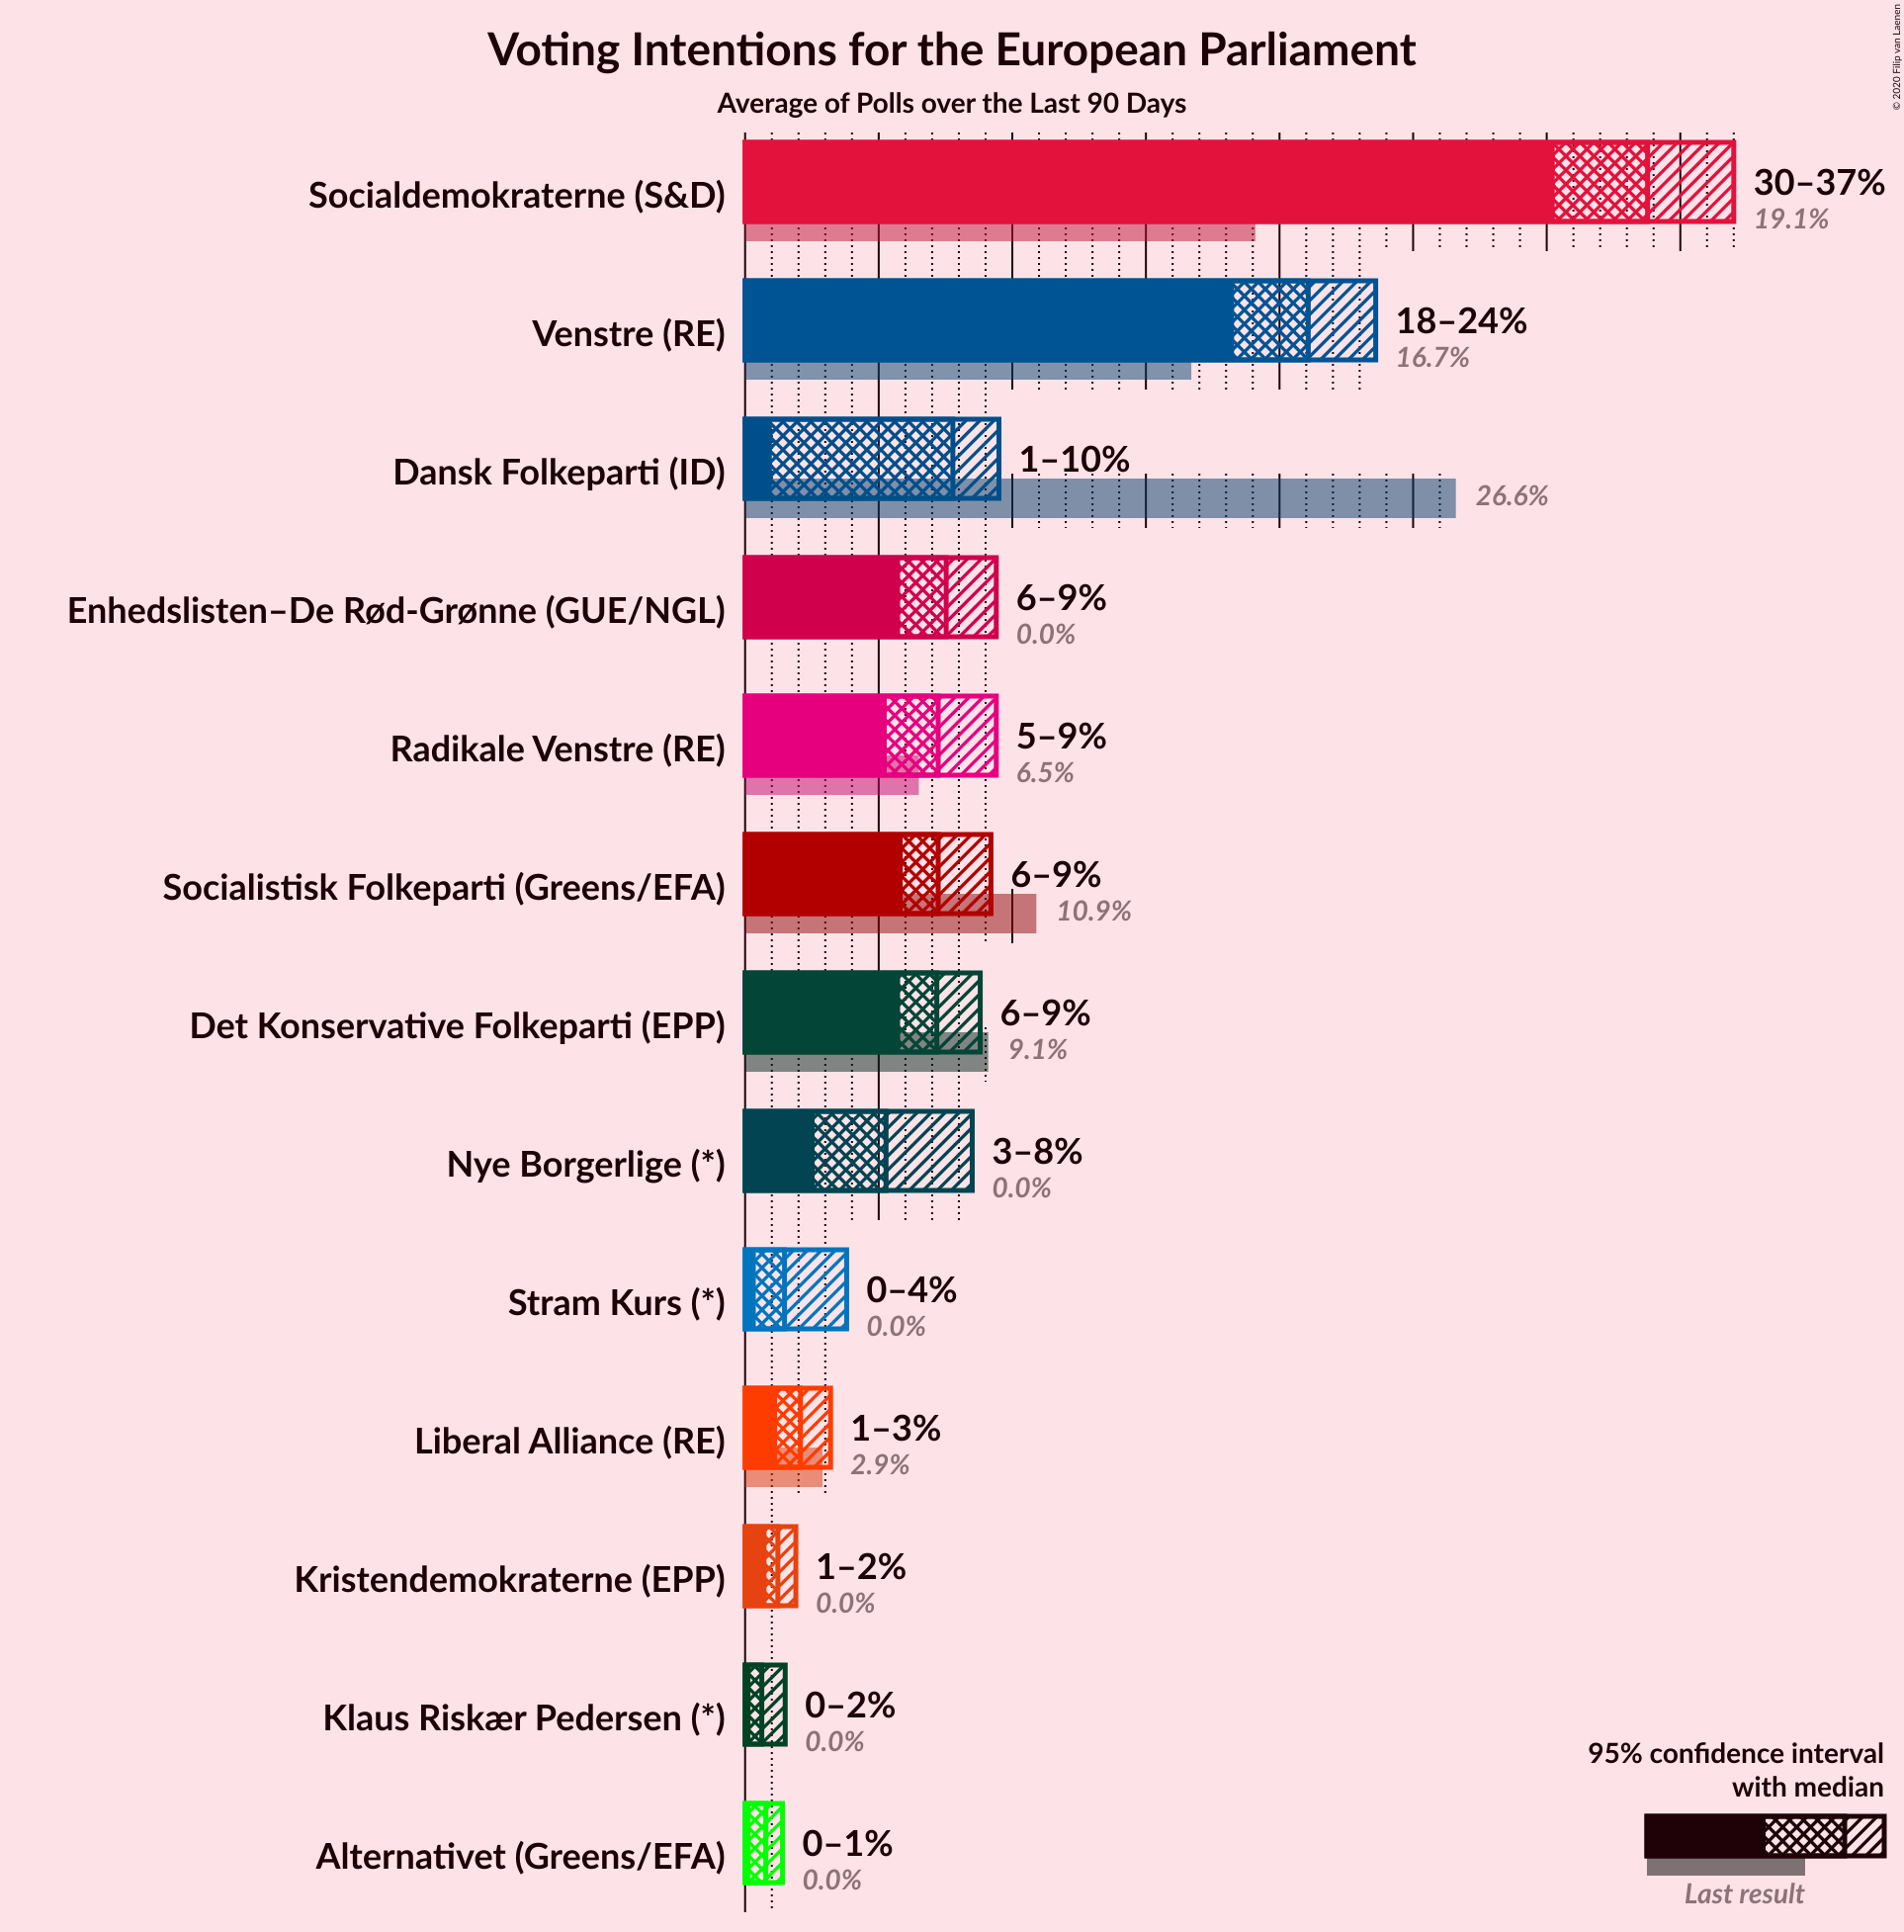 © 2020 Filip van Laenen
Voting Intentions for the European Parliament
Average of Polls over the Last 90 Days
Socialdemokraterne (S&D)
30–37%
19.1%
Venstre (RE)
18–24%
16.7%
Dansk Folkeparti (ID)
1–10%
26.6%
Enhedslisten–De Rød-Grønne (GUE/NGL)
6–9%
0.0%
Radikale Venstre (RE)
5–9%
6.5%
Socialistisk Folkeparti (Greens/EFA)
6–9%
10.9%
Det Konservative Folkeparti (EPP)
6–9%
9.1%
Nye Borgerlige (*)
3–8%
0.0%
Stram Kurs (*)
0–4%
0.0%
Liberal Alliance (RE)
1–3%
2.9%
Kristendemokraterne (EPP)
1–2%
0.0%
Klaus Riskær Pedersen (*)
0–2%
0.0%
Alternativet (Greens/EFA)
0–1%
0.0%
95% confidence interval
with median
Last result